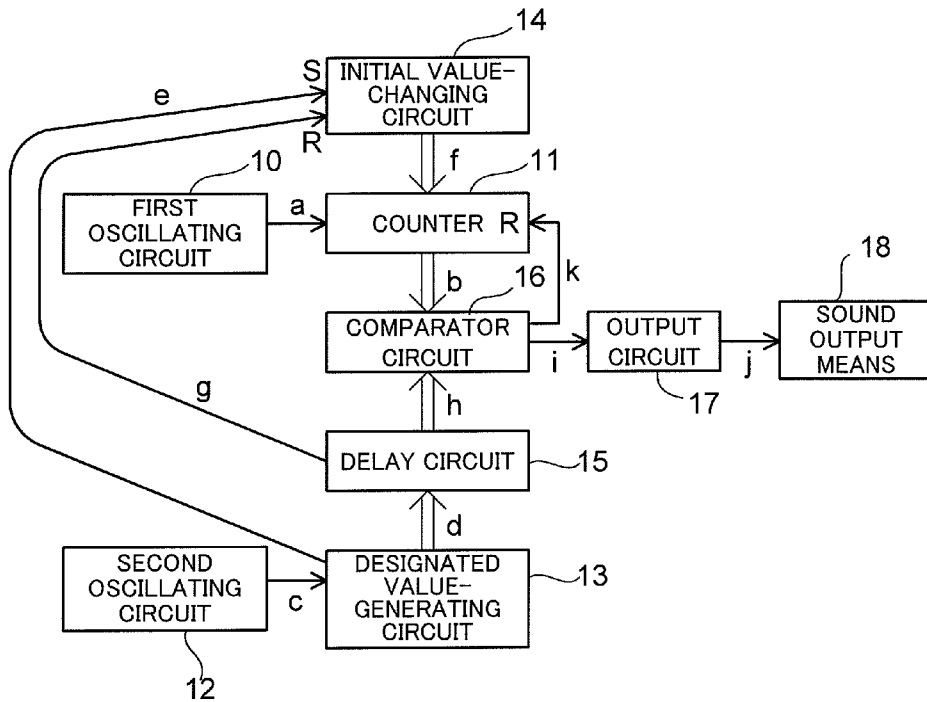 14
S
INITIAL VALUE-
CHANGING
CIRCUIT
e
R
f
10
11
FIRST
OSCILLATING
CIRCUIT
a
COUNTER
R
b
16
k
18
COMPARATOR
CIRCUIT
i
OUTPUT
CIRCUIT
j
SOUND
OUTPUT
MEANS
17
g
h
DELAY CIRCUIT
15
d
SECOND
OSCILLATING
CIRCUIT
c
DESIGNATED
VALUE-
GENERATING
CIRCUIT
13
12